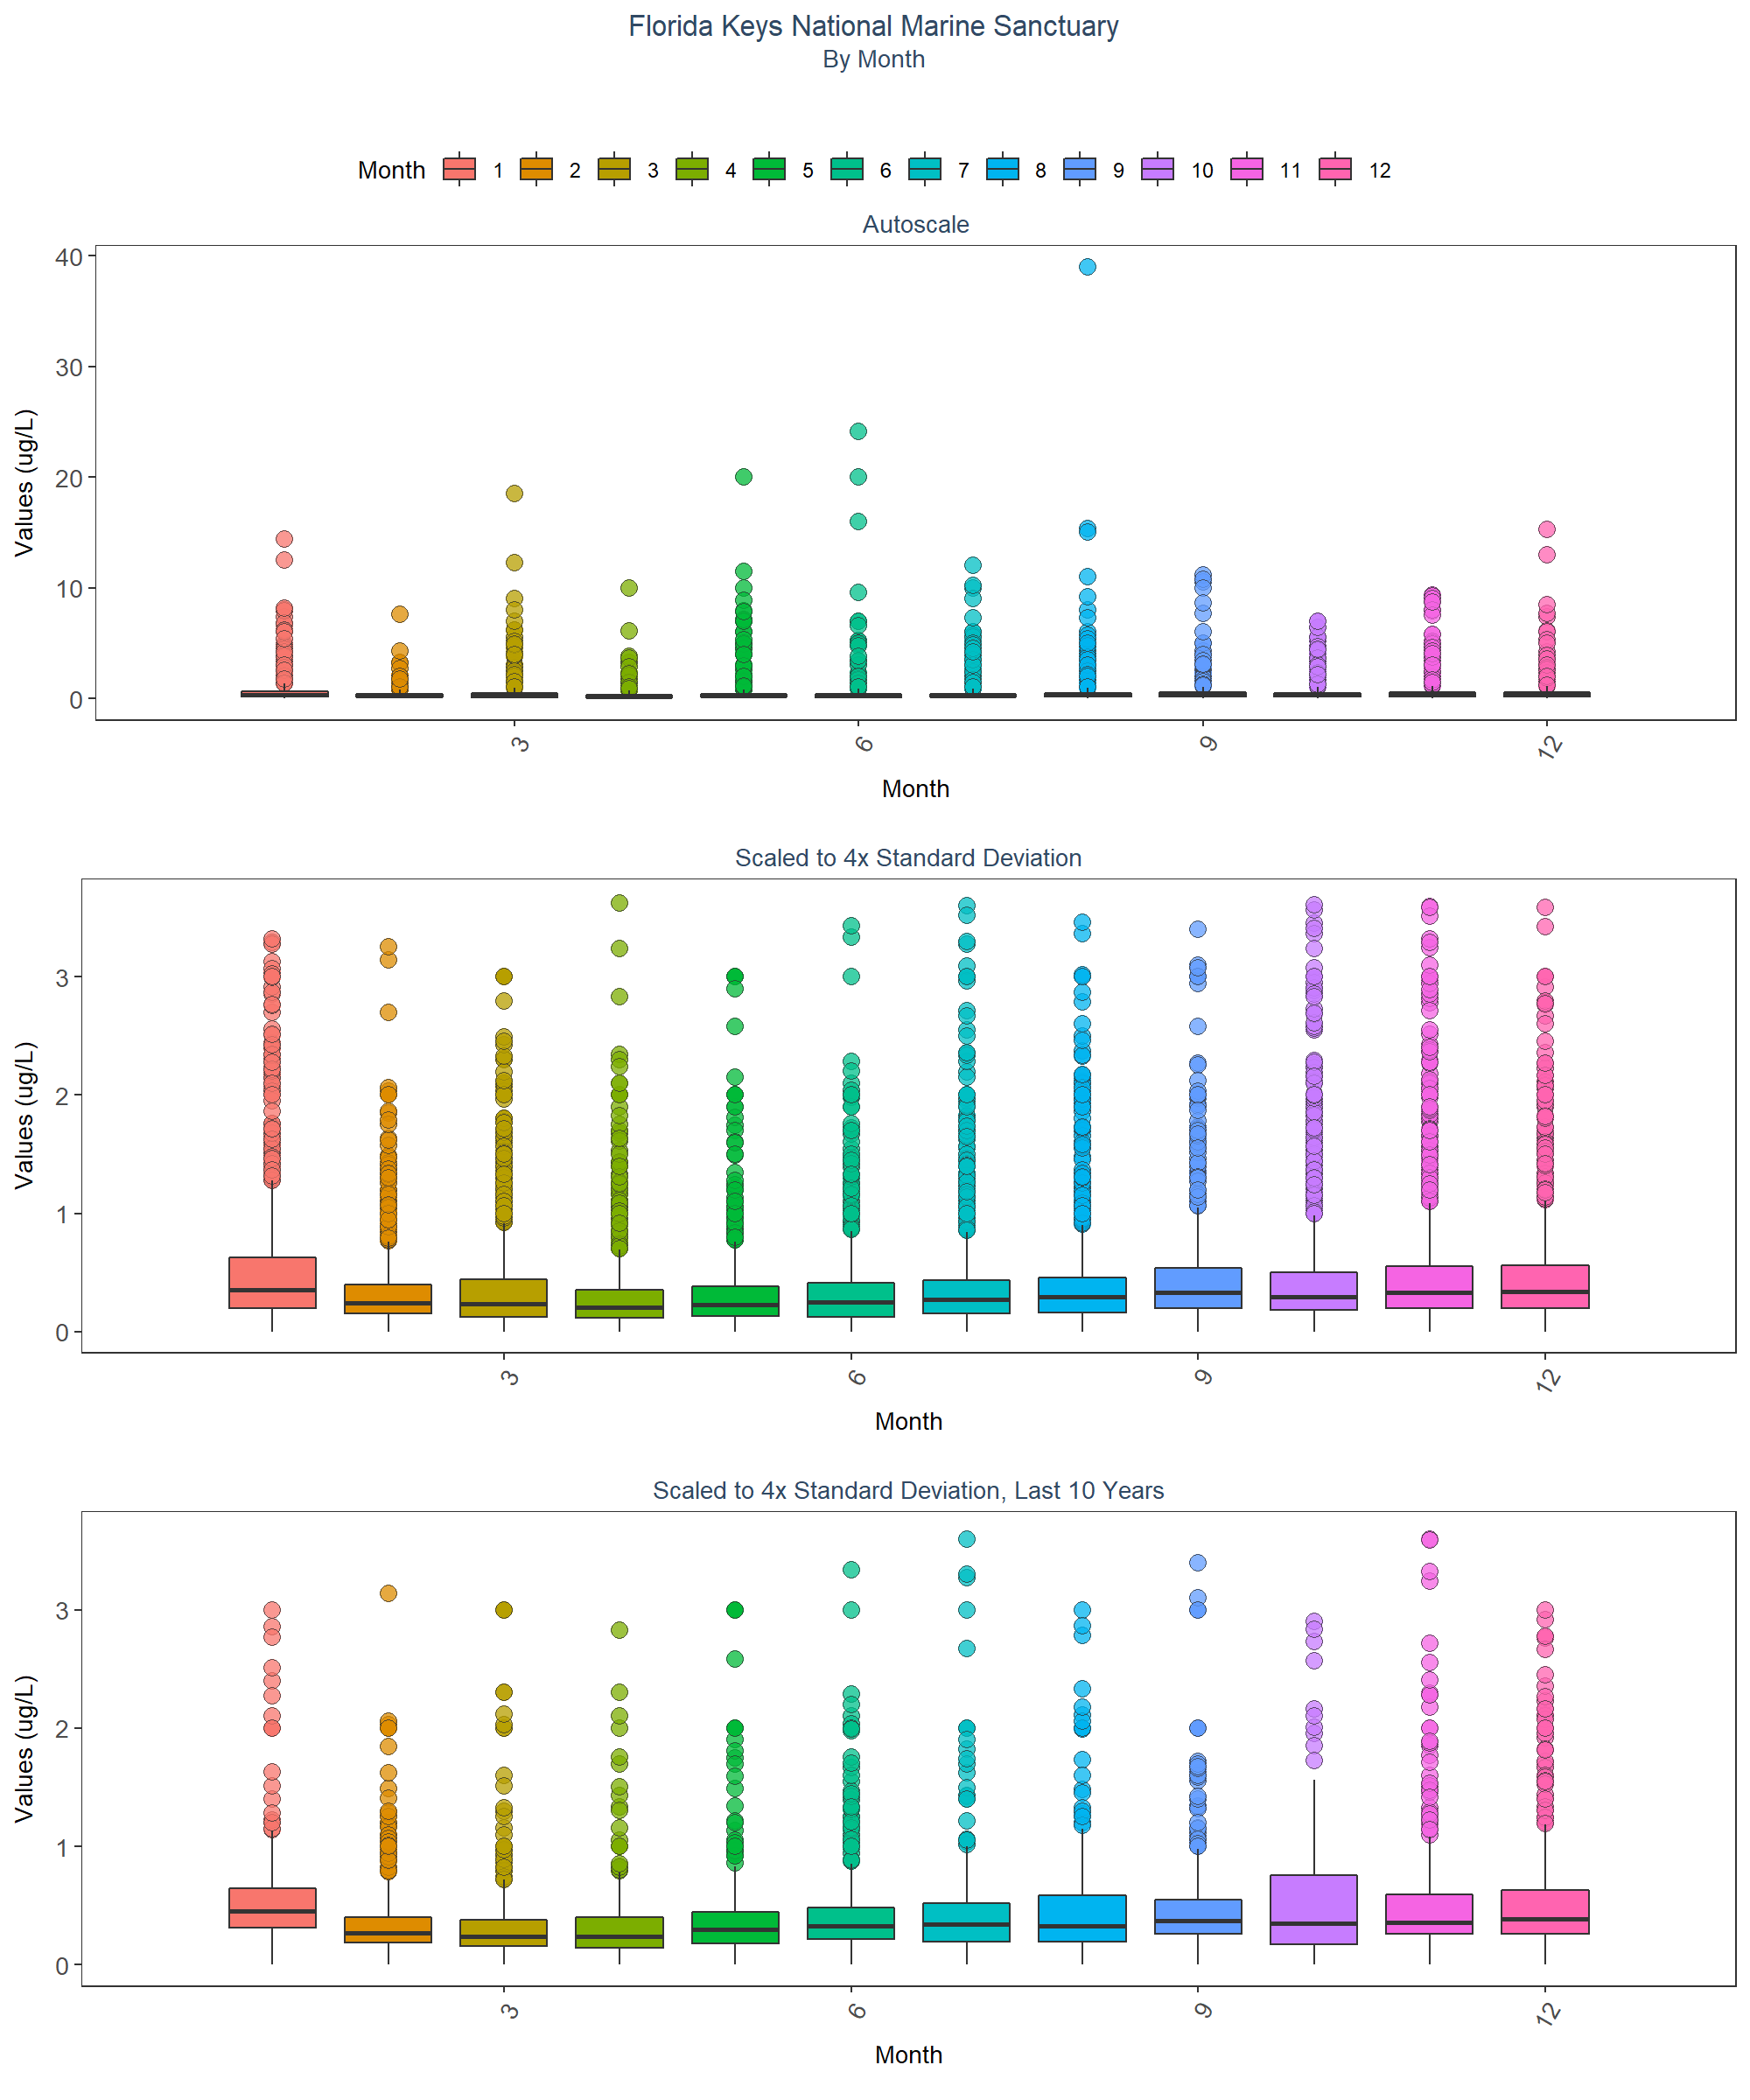 Florida Keys National Marine Sanctuary
By Month
Month 1 2 3 4 5 6 7 8 9 10 11 12
Autoscale
40
30
20
10
0
Values (ug/L)
3 6 9 12
Month
Scaled to 4x Standard Deviation
3
2
1
0
Values (ug/L)
3 6 9 12
Month
Scaled to 4x Standard Deviation, Last 10 Years
3
2
1
0
Values (ug/L)
3 6 9 12
Month